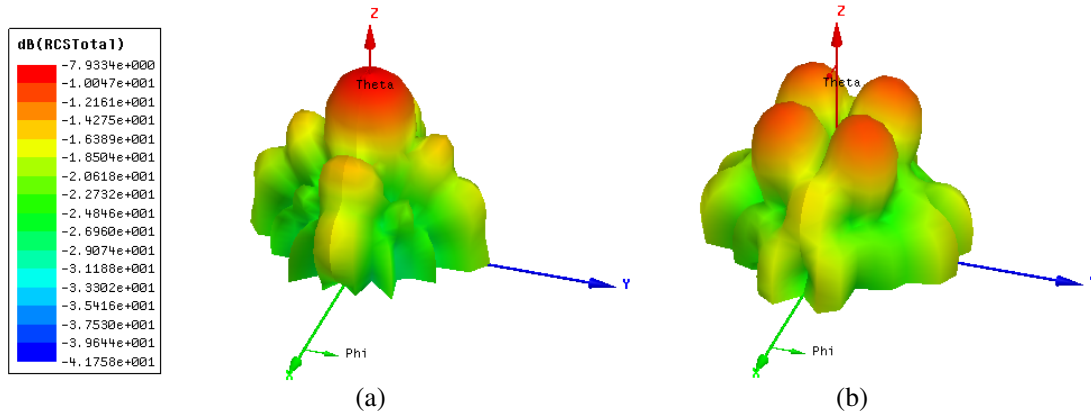 dB(RCSTotal)
-7.9334e+000
-1.0047e+001
-1.2161e+001
-1.4275e+001
-1.6389e+001
-1.8504e+001
-2.0618e+001
-2.2732e+001
-2.4846e+001
-2.6960e+001
-2.9074e+001
-3.1188e+001
-3.3302e+001
-3.5416e+001
-3.7530e+001
-3.9644e+001
-4.1758e+001
Z
Theta
Y
X
Phi
(a)
Z
Theta
X
Phi
(b)